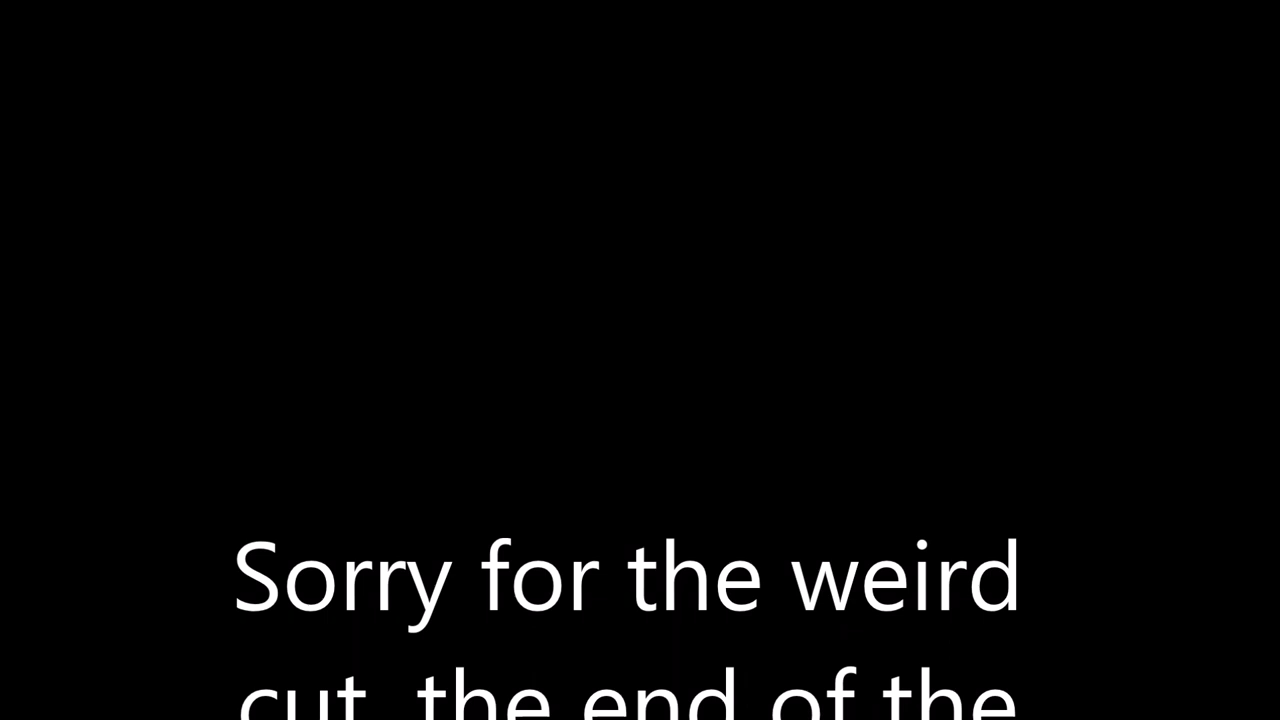 Sorry for the weird
cut, the end of the